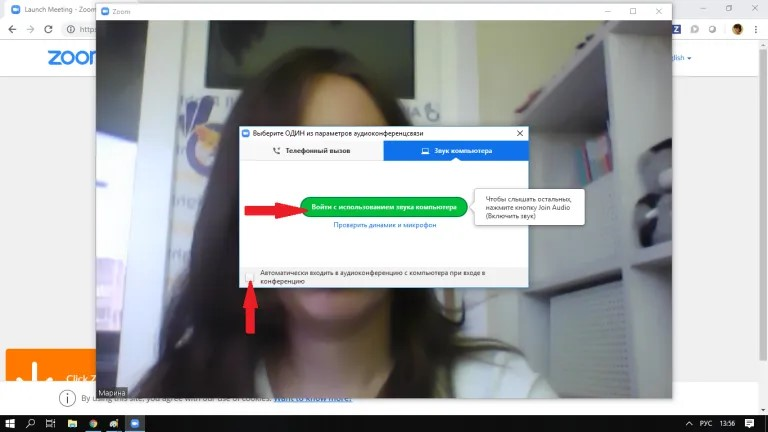 Launch Meeting - Zoom
Zoom
https
zoom
glish
Выберите ОДИН из параметров аудиоконференцсвязи
Телефонный вызов
Звук компьютера
Войти с использованием звука компьютера
Чтобы слышать остальных,
нажмите кнопку Join Audio
(Включить звук)
Проверить динамик и микрофон
Автоматически входить в аудиоконференцию с компьютера при входе в
конференцию
Click Z
Марина
By using this site, you agree with our use of cookies. Want to know more?
РУС
13:56